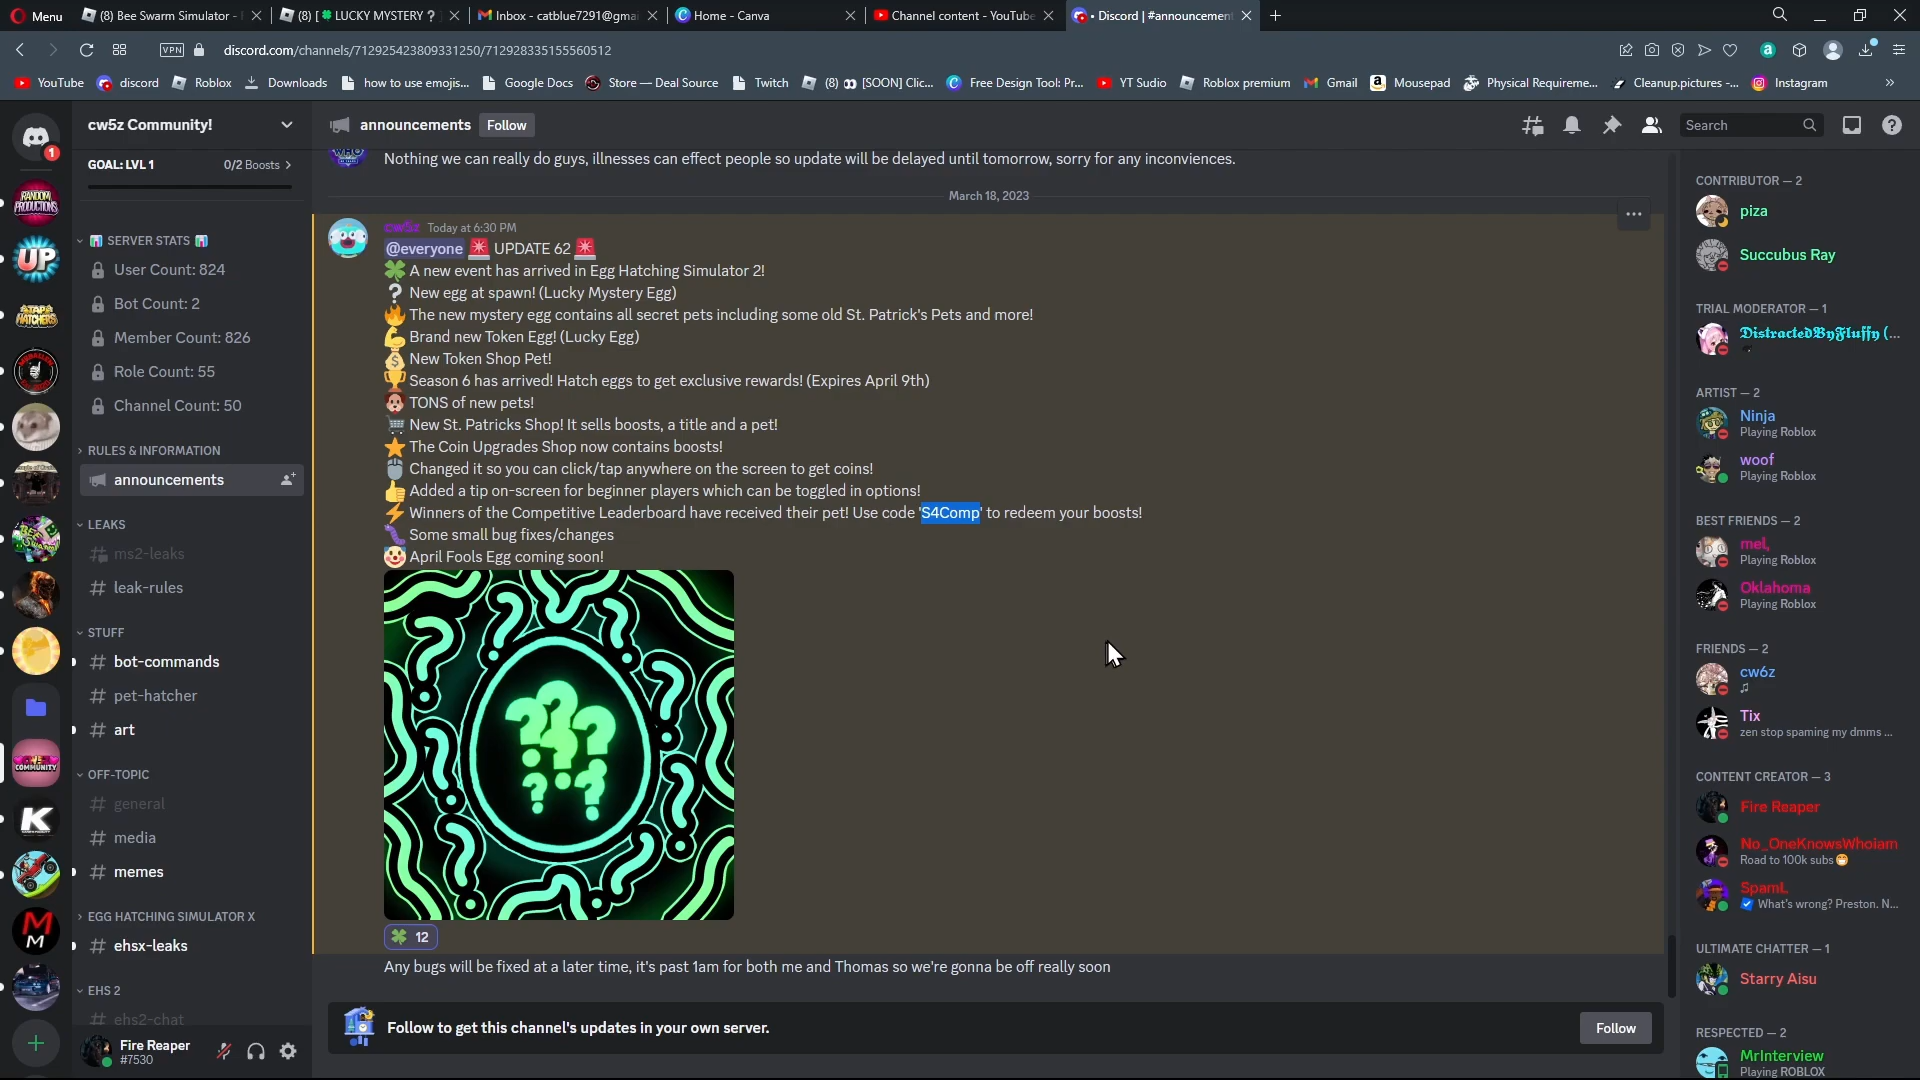 Menu
(8) Bee Swarm Simulator -
(8) [🍀 LUCKY MYSTERY ?
Inbox - catblue7291@gmai
Home - Canva
Channel content - YouTube
• Discord | #announcemen
VPN
discord.com/channels/712925423809331250/712928335155560512
YouTube
discord
Roblox
Downloads
how to use emojis...
Google Docs
Store — Deal Source
Twitch
(8) 👀 [SOON] Clic...
Free Design Tool: Pr...
YT Sudio
Roblox premium
Gmail
Mousepad
Physical Requireme...
Cleanup.pictures -...
Instagram
cw5z Community!
GOAL: LVL 1
0/2 Boosts
SERVER STATS
User Count: 824
Bot Count: 2
Member Count: 826
Role Count: 55
Channel Count: 50
RULES & INFORMATION
announcements
LEAKS
ms2-leaks
leak-rules
STUFF
bot-commands
pet-hatcher
art
OFF-TOPIC
general
media
memes
EGG HATCHING SIMULATOR X
ehsx-leaks
EHS 2
ehs2-chat
Fire Reaper
#7530
1
RANDOM
PRODUCTIONS
UP
TAP
HATCHERS
COMMUNITY
K
M
M
announcements
Follow
Search
Nothing we can really do guys, illnesses can effect people so update will be delayed until tomorrow, sorry for any inconviences.
March 18, 2023
cw5z Today at 6:30 PM
@everyone 🚨 UPDATE 62 🚨
🍀 A new event has arrived in Egg Hatching Simulator 2!
❔ New egg at spawn! (Lucky Mystery Egg)
🔥 The new mystery egg contains all secret pets including some old St. Patrick's Pets and more!
💪 Brand new Token Egg! (Lucky Egg)
💰 New Token Shop Pet!
🏆 Season 6 has arrived! Hatch eggs to get exclusive rewards! (Expires April 9th)
🐶 TONS of new pets!
🛒 New St. Patricks Shop! It sells boosts, a title and a pet!
⭐ The Coin Upgrades Shop now contains boosts!
🖱️ Changed it so you can click/tap anywhere on the screen to get coins!
👍 Added a tip on-screen for beginner players which can be toggled in options!
⚡ Winners of the Competitive Leaderboard have received their pet! Use code 'S4Comp' to redeem your boosts!
🐛 Some small bug fixes/changes
🤡 April Fools Egg coming soon!
🍀 12
Any bugs will be fixed at a later time, it's past 1am for both me and Thomas so we're gonna be off really soon
Follow to get this channel's updates in your own server.
Follow
CONTRIBUTOR — 2
piza
Succubus Ray
TRIAL MODERATOR — 1
𝕯𝖎𝖘𝖙𝖗𝖆𝖈𝖙𝖊𝖉𝕭𝖞𝕱𝖑𝖚𝖋𝖋𝖞 (...
ARTIST — 2
Ninja
Playing Roblox
woof
Playing Roblox
BEST FRIENDS — 2
mel,
Playing Roblox
Oklahoma
Playing Roblox
FRIENDS — 2
cw6z
♫
Tix
zen stop spaming my dmms ...
CONTENT CREATOR — 3
Fire Reaper
No_OneKnowsWhoiam
Road to 100k subs😁
SpamL
What's wrong? Preston. N...
ULTIMATE CHATTER — 1
Starry Aisu
RESPECTED — 2
MrInterview
Playing ROBLOX